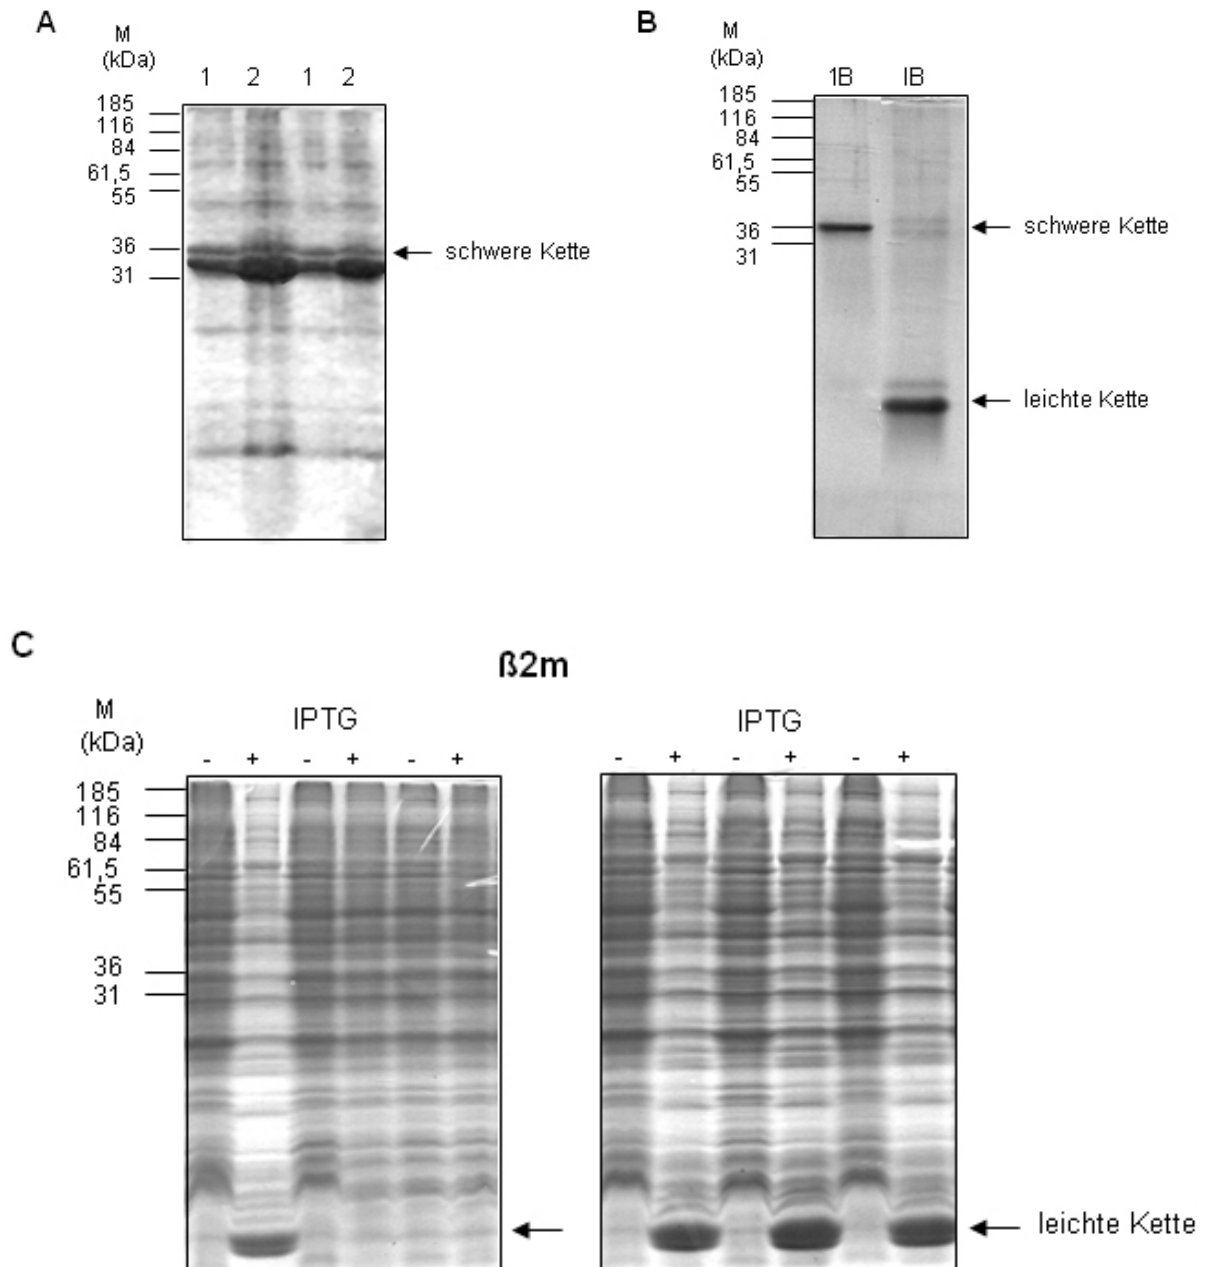 A
M
(kDa)
1 2 1 2
185
116
84
61,5
55
36
31
schwere Kette
B
M
(kDa)
1B IB
185
116
84
61,5
55
36
31
schwere Kette
leichte Kette
C
ß2m
M
(kDa)
IPTG
- + - + - +
185
116
84
61,5
55
36
31
IPTG
- + - + - +
leichte Kette